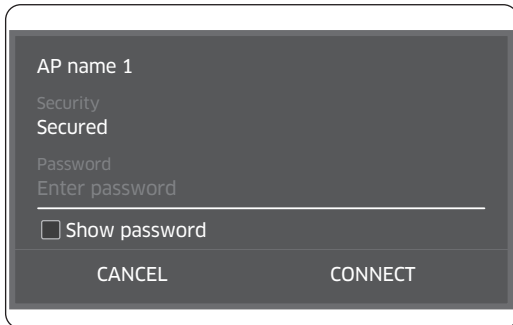 AP name 1
Security
Secured
Password
Enter password
Show password
CANCEL CONNECT